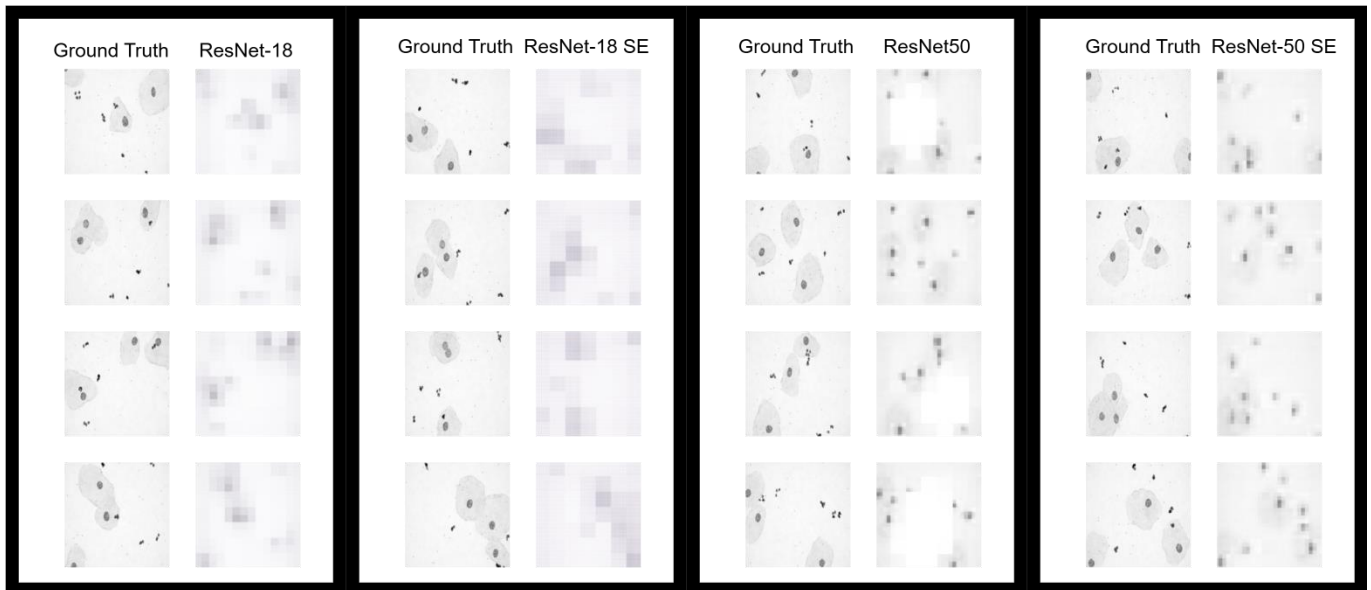 Ground Truth ResNet-18
Ground Truth ResNet-18 SE
Ground Truth ResNet50
Ground Truth ResNet-50 SE